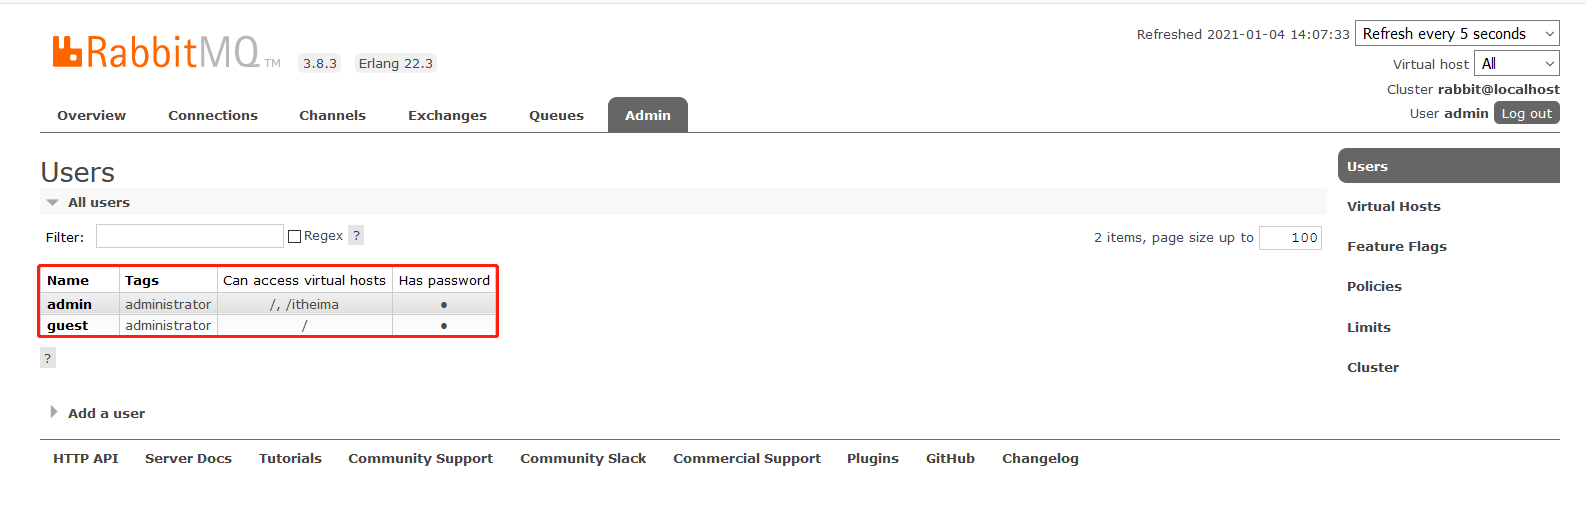 Refreshed 2021-01-04 14:07:33 Refresh every 5 seconds
RabbitMQ TM 3.8.3 Erlang 22.3
Virtual host All
Cluster rabbit@localhost
User admin Log out
Overview Connections Channels Exchanges Queues Admin
Users
All users
Filter: Regex ?
2 items, page size up to 100
Name Tags Can access virtual hosts Has password
admin administrator /, /itheima ●
guest administrator / ●
?
Add a user
Users
Virtual Hosts
Feature Flags
Policies
Limits
Cluster
HTTP API Server Docs Tutorials Community Support Community Slack Commercial Support Plugins GitHub Changelog